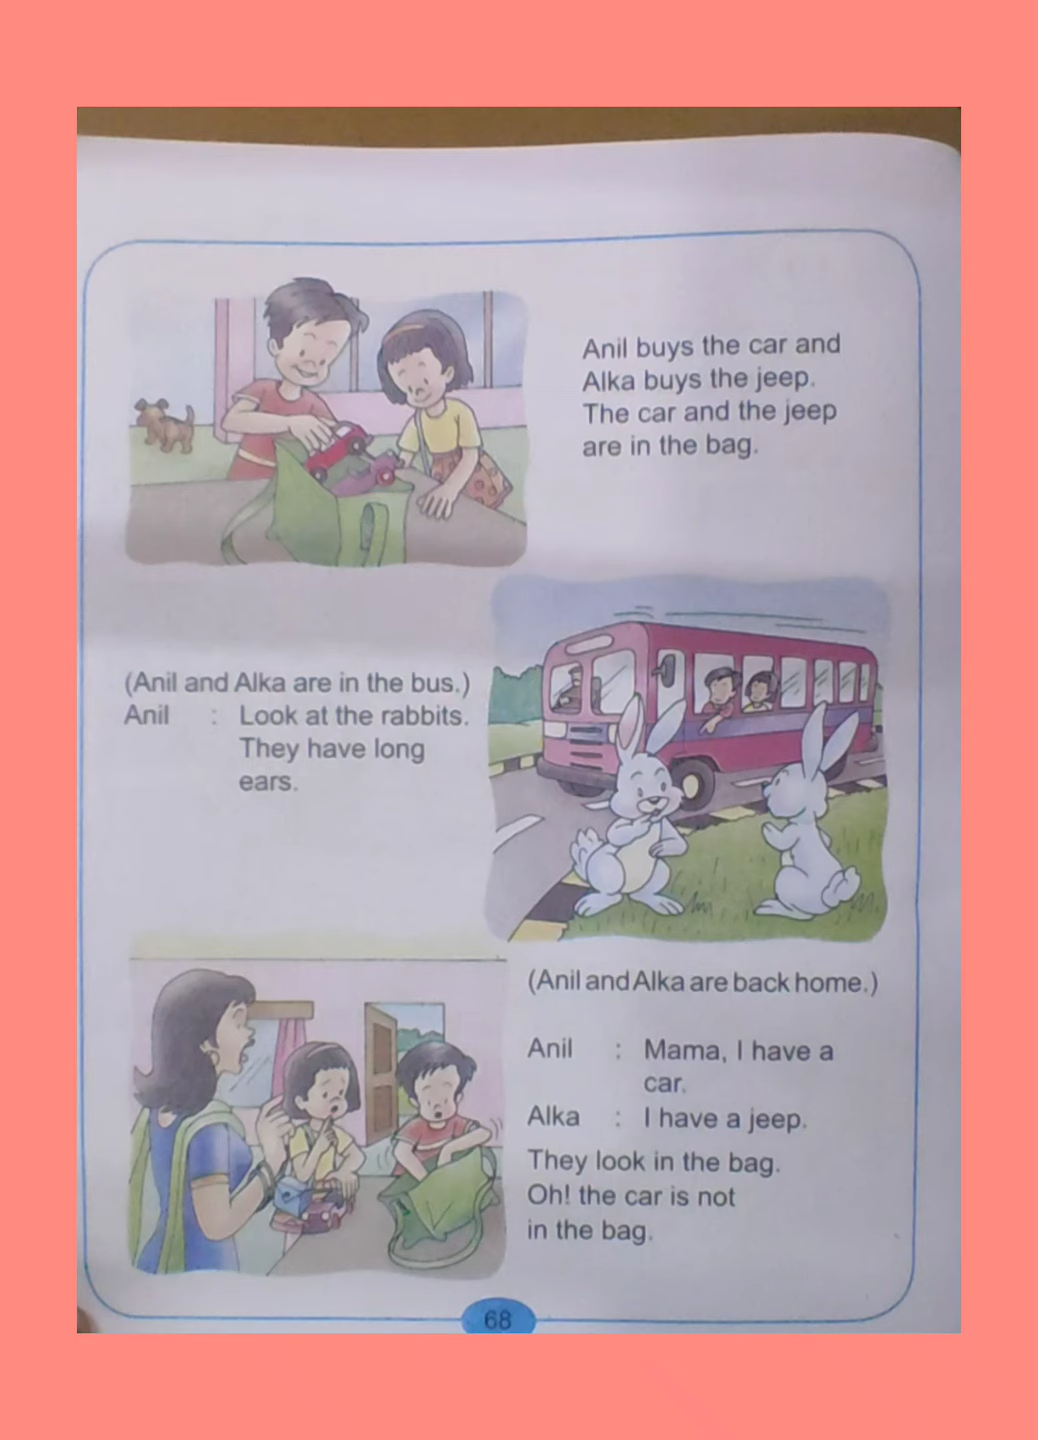 Anil buys the car and
Alka buys the jeep.
The car and the jeep
are in the bag.
(Anil and Alka are in the bus.)
Anil : Look at the rabbits.
They have long
ears.
(Anil and Alka are back home.)
Anil : Mama, I have a
car.
Alka : I have a jeep.
They look in the bag.
Oh! the car is not
in the bag.
68